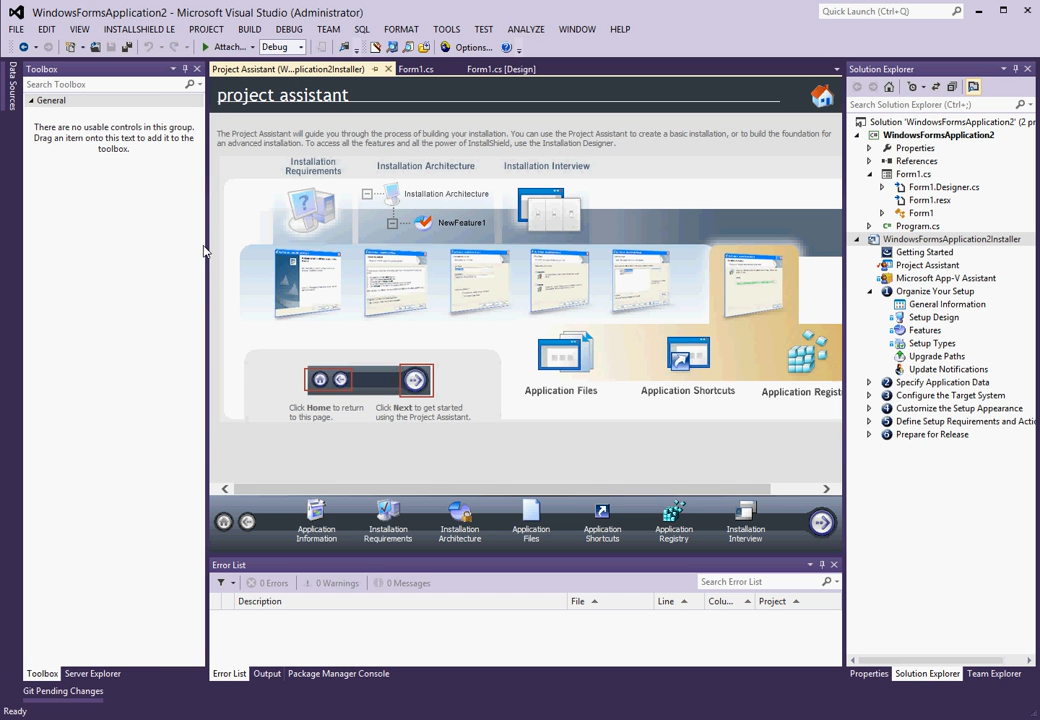 WindowsFormsApplication2 - Microsoft Visual Studio (Administrator)
Quick Launch (Ctrl+Q)
FILE EDIT VIEW PROJECT BUILD INSTALLSHIELD LE DEBUG TEAM SQL FORMAT TOOLS TEST ANALYZE WINDOW HELP
Attach... Debug Options...
Data Sources
Toolbox
Search Toolbox
General
There are no usable controls in this group.
Drag an item onto this text to add it to the
toolbox.
Project Assistant (W...plication2Installer) Form1.cs Form1.cs [Design]
project assistant
The Project Assistant will guide you through the process of building your installation. You can use the Project Assistant to create a basic installation, or to build the foundation for
an advanced installation. To access all the features and all the power of InstallShield, use the Installation Designer.
Installation
Requirements
Installation Architecture
Installation Interview
Installation Architecture
NewFeature1
Application Files
Application Shortcuts
Application Regist
Click Home to return
to this page.
Click Next to get started
using the Project Assistant.
Application
Information
Installation
Requirements
Installation
Architecture
Application
Files
Application
Shortcuts
Application
Registry
Installation
Interview
Error List
0 Errors 0 Warnings 0 Messages
Search Error List
Description File Line Colu... Project
Toolbox Server Explorer
Error List Output Package Manager Console
Git Pending Changes
Ready
Solution Explorer
Search Solution Explorer (Ctrl+;)
Solution 'WindowsFormsApplication2' (2 pr
WindowsFormsApplication2
Properties
References
Form1.cs
Form1.Designer.cs
Form1.resx
Form1
Program.cs
WindowsFormsApplication2Installer
Getting Started
Project Assistant
Microsoft App-V Assistant
1 Organize Your Setup
General Information
Setup Design
Features
Setup Types
Upgrade Paths
Update Notifications
2 Specify Application Data
3 Configure the Target System
4 Customize the Setup Appearance
5 Define Setup Requirements and Actio
6 Prepare for Release
Properties Solution Explorer Team Explorer